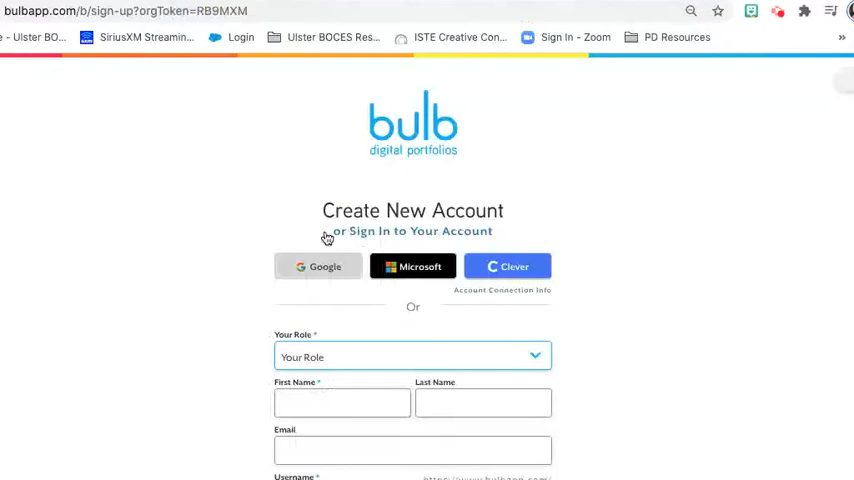 bulbapp.com/b/sign-up?orgToken=RB9MXM
e - Ulster BO... SiriusXM Streamin... Login Ulster BOCES Res... ISTE Creative Con... Sign In - Zoom PD Resources »
bulb
digital portfolios
Create New Account
or Sign In to Your Account
Google Microsoft Clever
Account Connection Info
Or
Your Role *
Your Role
First Name * Last Name
Email
Username * https://www.bulbapp.com/